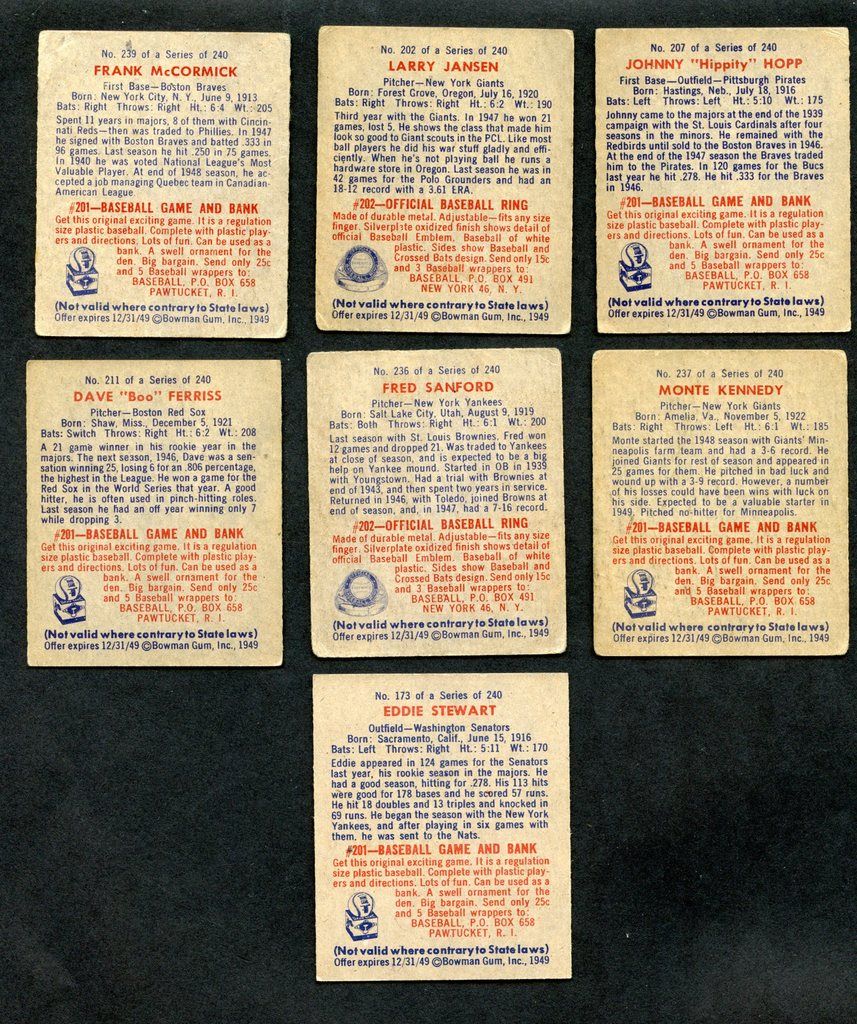 No. 239 of a Series of 240
FRANK McCORMICK
First Base—Boston Braves
Born: New York City, N. Y., June 9, 1913
Bats: Right Throws: Right Ht.: 6:4 Wt.: 205
Spent 11 years in majors, 8 of them with Cincin-
nati Reds—then was traded to Phillies. In 1947
he signed with Boston Braves and batted .333 in
96 games. Last season he hit .250 in 75 games.
In 1940 he was voted National League's Most
Valuable Player. At end of 1948 season, he ac-
cepted a job managing Quebec team in Canadian-
American League.
#201—BASEBALL GAME AND BANK
Get this original exciting game. It is a regulation
size plastic baseball. Complete with plastic play-
ers and directions. Lots of fun. Can be used as a
bank. A swell ornament for the
den. Big bargain. Send only 25c
and 5 Baseball wrappers to:
BASEBALL, P.O. BOX 658
PAWTUCKET, R. I.
(Not valid where contrary to State laws)
Offer expires 12/31/49 ©Bowman Gum, Inc., 1949
No. 202 of a Series of 240
LARRY JANSEN
Pitcher—New York Giants
Born: Forest Grove, Oregon, July 16, 1920
Bats: Right Throws: Right Ht.: 6:2 Wt.: 190
Third year with the Giants. In 1947 he won 21
games, lost 5. He shows the class that made him
look so good to Giant scouts in the PCL. Like most
ball players he did his war stuff gladly and effi-
ciently. When he's not playing ball he runs a
hardware store in Oregon. Last season he was in
42 games for the Polo Grounders and had an
18-12 record with a 3.61 ERA.
#202—OFFICIAL BASEBALL RING
Made of durable metal. Adjustable—fits any size
finger. Silverplate oxidized finish shows detail of
official Baseball Emblem. Baseball of white
plastic. Sides show Baseball and
Crossed Bats design. Send only 15c
and 3 Baseball wrappers to:
BASEBALL, P.O. BOX 491
NEW YORK 46, N. Y.
(Not valid where contrary to State laws)
Offer expires 12/31/49 ©Bowman Gum, Inc., 1949
No. 207 of a Series of 240
JOHNNY "Hippity" HOPP
First Base—Outfield—Pittsburgh Pirates
Born: Hastings, Neb., July 18, 1916
Bats: Left Throws: Left Ht.: 5:10 Wt.: 175
Johnny came to the majors at the end of the 1939
campaign with the St. Louis Cardinals after four
seasons in the minors. He remained with the
Redbirds until sold to the Boston Braves in 1946.
At the end of the 1947 season the Braves traded
him to the Pirates. In 120 games for the Bucs
last year he hit .278. He hit .333 for the Braves
in 1946.
#201—BASEBALL GAME AND BANK
Get this original exciting game. It is a regulation
size plastic baseball. Complete with plastic play-
ers and directions. Lots of fun. Can be used as a
bank. A swell ornament for the
den. Big bargain. Send only 25c
and 5 Baseball wrappers to:
BASEBALL, P.O. BOX 658
PAWTUCKET, R. I.
(Not valid where contrary to State laws)
Offer expires 12/31/49 ©Bowman Gum, Inc., 1949
No. 211 of a Series of 240
DAVE "Boo" FERRISS
Pitcher—Boston Red Sox
Born: Shaw, Miss., December 5, 1921
Bats: Switch Throws: Right Ht.: 6:2 Wt.: 208
A 21 game winner in his rookie year in the
majors. The next season, 1946, Dave was a sen-
sation winning 25, losing 6 for an .806 percentage,
the highest in the League. He won a game for the
Red Sox in the World Series that year. A good
hitter, he is often used in pinch-hitting roles.
Last season he had an off year winning only 7
while dropping 3.
#201—BASEBALL GAME AND BANK
Get this original exciting game. It is a regulation
size plastic baseball. Complete with plastic play-
ers and directions. Lots of fun. Can be used as a
bank. A swell ornament for the
den. Big bargain. Send only 25c
and 5 Baseball wrappers to:
BASEBALL, P.O. BOX 658
PAWTUCKET, R. I.
(Not valid where contrary to State laws)
Offer expires 12/31/49 ©Bowman Gum, Inc., 1949
No. 236 of a Series of 240
FRED SANFORD
Pitcher—New York Yankees
Born: Salt Lake City, Utah, August 9, 1919
Bats: Both Throws: Right Ht.: 6:1 Wt.: 200
Last season with St. Louis Brownies, Fred won
12 games and dropped 21. Was traded to Yankees
at close of season, and is expected to be a big
help on Yankee mound. Started in OB in 1939
with Youngstown. Had a trial with Brownies at
end of 1943, and then spent two years in service.
Returned in 1946, with Toledo, joined Browns at
end of season, and, in 1947, had a 7-16 record.
#202—OFFICIAL BASEBALL RING
Made of durable metal. Adjustable—fits any size
finger. Silverplate oxidized finish shows detail of
official Baseball Emblem. Baseball of white
plastic. Sides show Baseball and
Crossed Bats design. Send only 15c
and 3 Baseball wrappers to:
BASEBALL, P.O. BOX 491
NEW YORK 46, N. Y.
(Not valid where contrary to State laws)
Offer expires 12/31/49 ©Bowman Gum, Inc., 1949
No. 237 of a Series of 240
MONTE KENNEDY
Pitcher—New York Giants
Born: Amelia, Va., November 5, 1922
Bats: Right Throws: Left Ht.: 6:1 Wt.: 185
Monte started the 1948 season with Giants' Min-
neapolis farm team and had a 3-6 record. He
joined Giants for rest of season and appeared in
25 games for them. He pitched in bad luck and
wound up with a 3-9 record. However, a number
of his losses could have been wins with luck on
his side. Expected to be a valuable starter in
1949. Pitched no-hitter for Minneapolis.
#201—BASEBALL GAME AND BANK
Get this original exciting game. It is a regulation
size plastic baseball. Complete with plastic play-
ers and directions. Lots of fun. Can be used as
bank. A swell ornament for the
den. Big bargain. Send only 25c
and 5 Baseball wrappers to:
BASEBALL, P.O. BOX 658
PAWTUCKET, R. I.
(Not valid where contrary to State laws)
Offer expires 12/31/49 ©Bowman Gum, Inc., 1949
No. 173 of a Series of 240
EDDIE STEWART
Outfield—Washington Senators
Born: Sacramento, Calif., June 15, 1916
Bats: Left Throws: Right Ht.: 5:11 Wt.: 170
Eddie appeared in 124 games for the Senators
last year, his rookie season in the majors. He
had a good season, hitting for .278. His 113 hits
were good for 178 bases and he scored 57 runs.
He hit 18 doubles and 13 triples and knocked in
69 runs. He began the season with the New York
Yankees, and after playing in six games with
them, he was sent to the Nats.
#201—BASEBALL GAME AND BANK
Get this original exciting game. It is a regulation
size plastic baseball. Complete with plastic play-
ers and directions. Lots of fun. Can be used as a
bank. A swell ornament for the
den. Big bargain. Send only 25c
and 5 Baseball wrappers to:
BASEBALL, P.O. BOX 658
PAWTUCKET, R. I.
(Not valid where contrary to State laws)
Offer expires 12/31/49 ©Bowman Gum, Inc., 1949